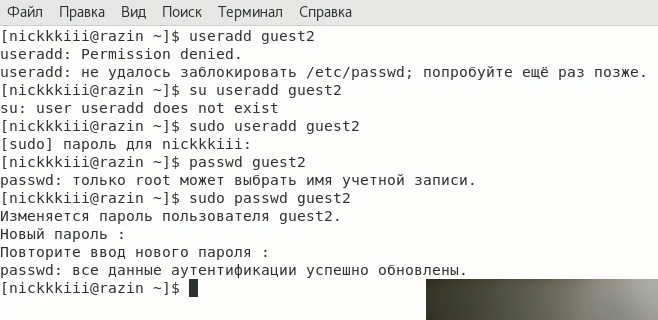 Файл Правка Вид Поиск Терминал Справка
[nickkkiii@razin ~]$ useradd guest2
useradd: Permission denied.
useradd: не удалось заблокировать /etc/passwd; попробуйте ещё раз позже.
[nickkkiii@razin ~]$ su useradd guest2
su: user useradd does not exist
[nickkkiii@razin ~]$ sudo useradd guest2
[sudo] пароль для nickkkiii:
[nickkkiii@razin ~]$ passwd guest2
passwd: только root может выбрать имя учетной записи.
[nickkkiii@razin ~]$ sudo passwd guest2
Изменяется пароль пользователя guest2.
Новый пароль :
Повторите ввод нового пароля :
passwd: все данные аутентификации успешно обновлены.
[nickkkiii@razin ~]$